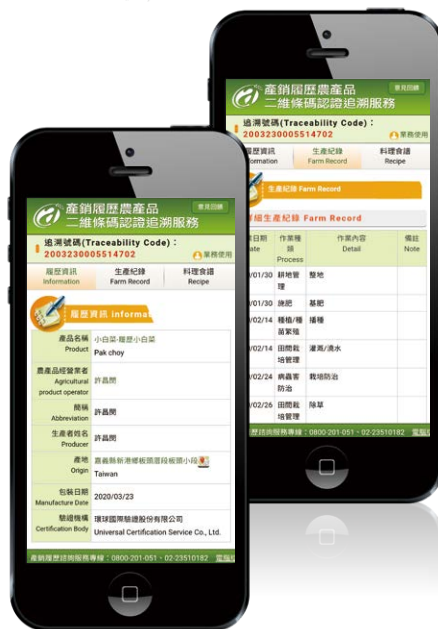 產銷履歷農產品
二維條碼認證追溯服務
意見回饋
追溯號碼(Traceability Code)：
2003230005514702
業務使用
履歷資訊
Information
生產紀錄
Farm Record
料理食譜
Recipe
履歷資訊 informat
產品名稱
Product
小白菜-履歷小白菜
Pak choy
農產品經營者
Agricultural
product operator
許昌閔
簡稱
Abbreviation
許昌閔
生產者姓名
Producer
許昌閔
產地
Origin
嘉義縣新港鄉板頭厝段板頭小段
Taiwan
包裝日期
Manufacture Date
2020/03/23
驗證機構
Certification Body
環球國際驗證股份有限公司
Universal Certification Service Co., Ltd.
產銷履歷諮詢服務專線：0800-201-051、02-23510182
產銷履歷農產品
二維條碼認證追溯服務
意見回饋
追溯號碼(Traceability Code)：
2003230005514702
業務使用
歷資訊
ormation
生產紀錄
Farm Record
料理食譜
Recipe
生產紀錄 Farm Record
細生產紀錄 Farm Record
日期
ate
作業種
類
Process
作業內容
Detail
備註
Note
/01/30
耕地管
理
整地
/01/30
施肥
基肥
/02/14
種植/種
苗繁殖
播種
/02/14
田間栽
培管理
灌溉/澆水
/02/24
病蟲害
防治
栽培防治
/02/26
田間栽
培管理
除草
歷諮詢服務專線：0800-201-051、02-23510182